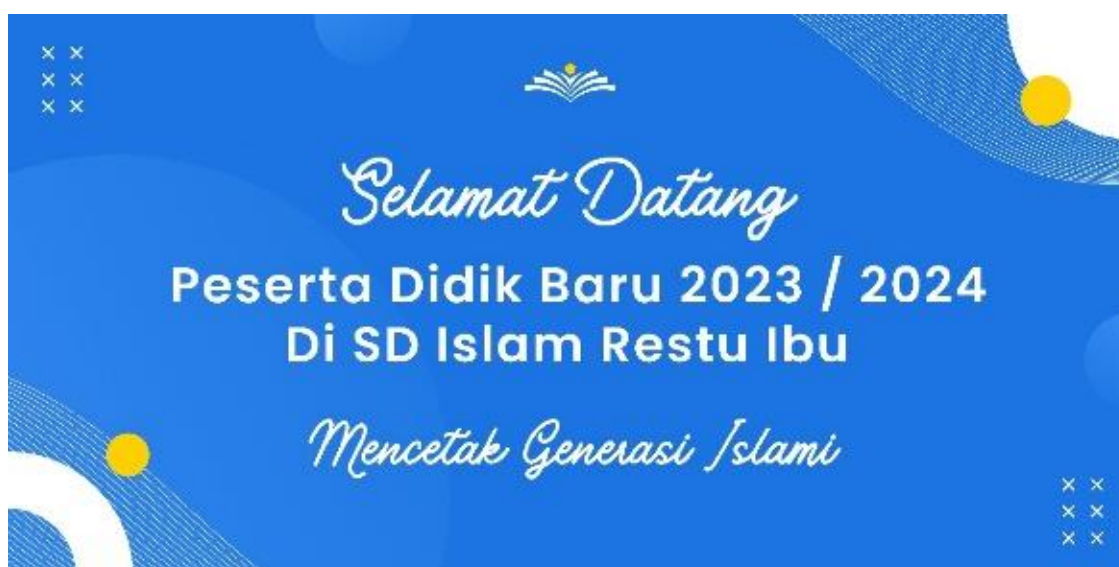 Selamat Datang
Peserta Didik Baru 2023 / 2024
Di SD Islam Restu Ibu
Mencetak Generasi Islami